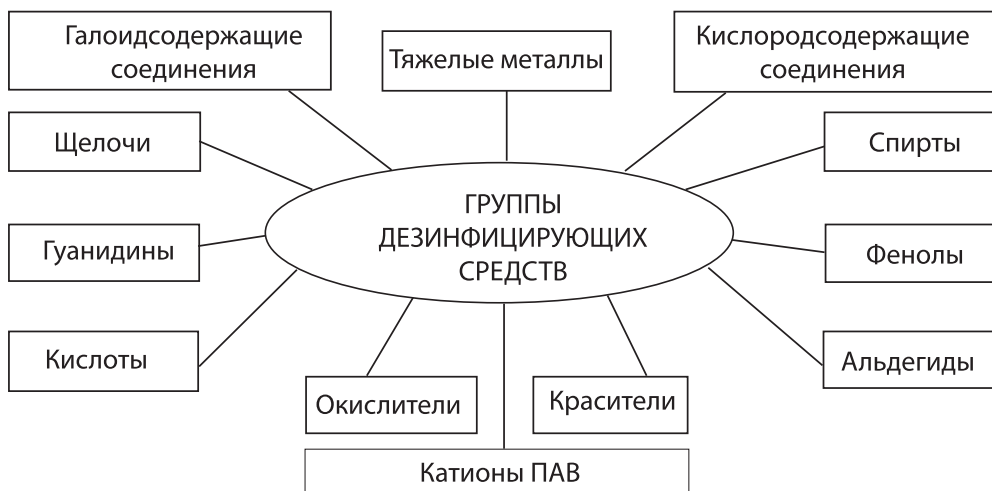 Галоидсодержащие
соединения
Тяжелые металлы
Кислородсодержащие
соединения
Щелочи
Спирты
ГРУППЫ
ДЕЗИНФИЦИРУЮЩИХ
СРЕДСТВ
Гуанидины
Фенолы
Кислоты
Альдегиды
Окислители
Красители
Катионы ПАВ